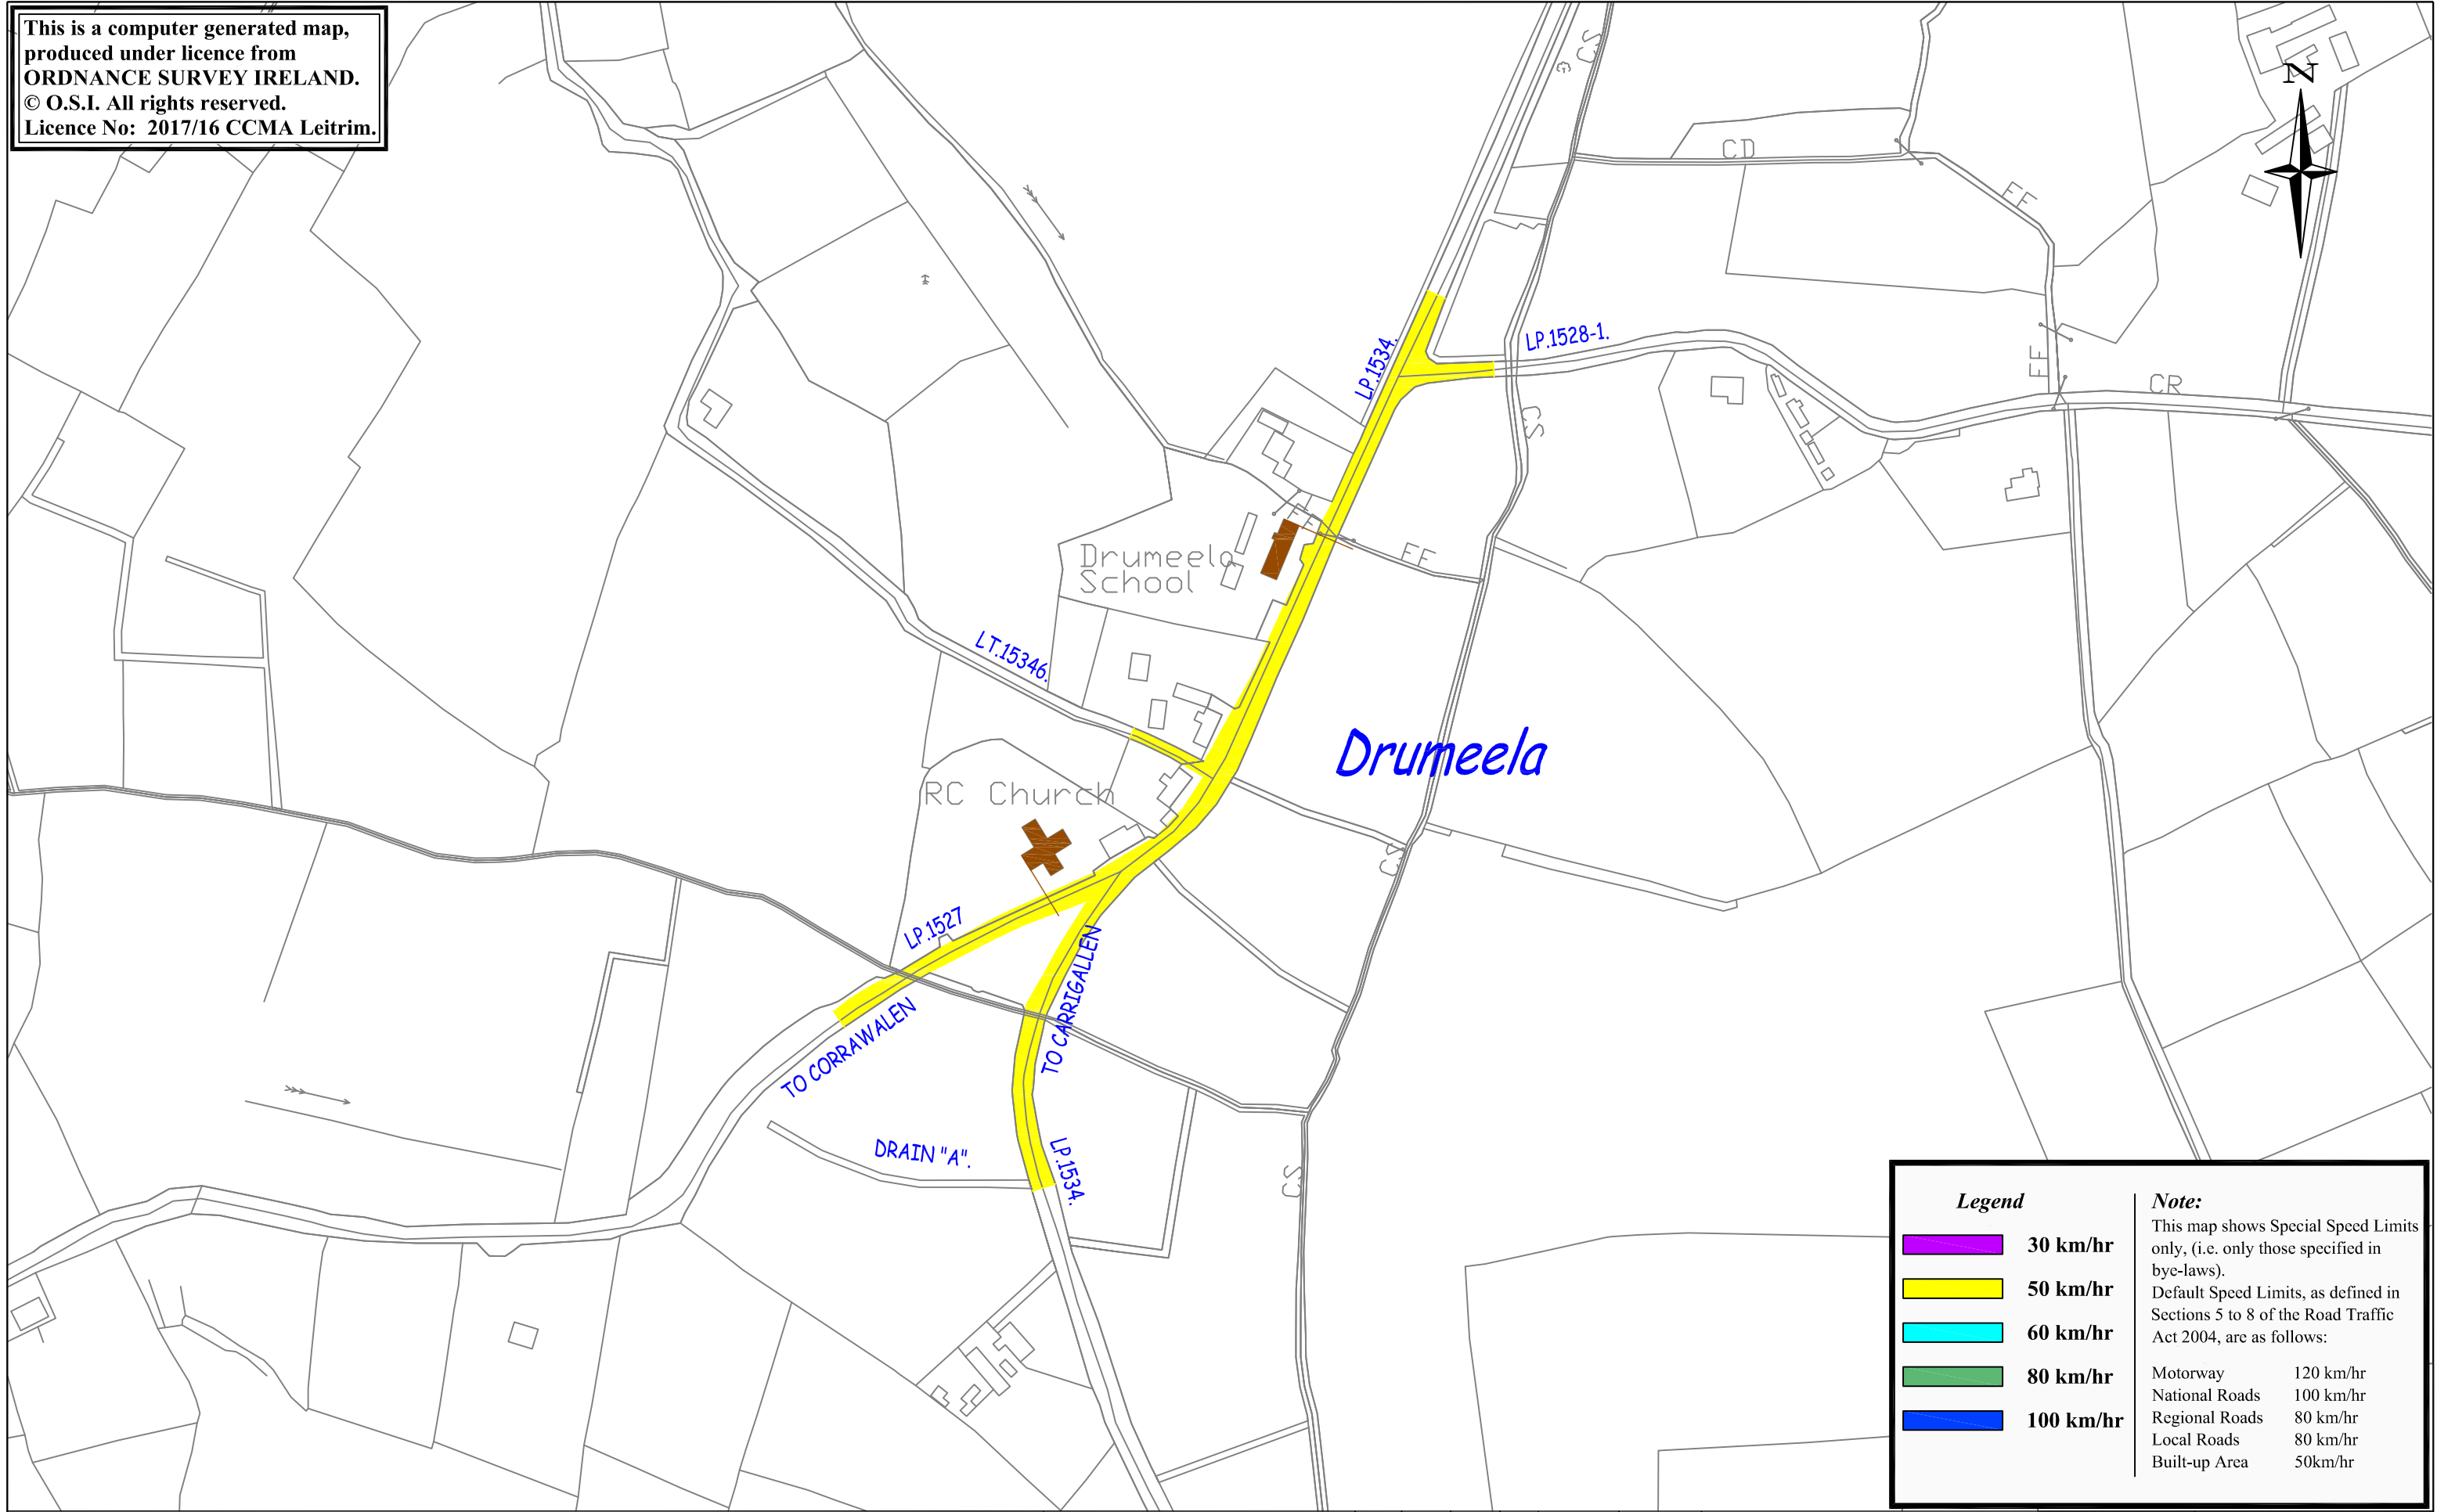 This is a computer generated map,
produced under licence from
ORDNANCE SURVEY IRELAND.
© O.S.I. All rights reserved.
Licence No: 2017/16 CCMA Leitrim.
N
CS
CD
FF
LP.1534.
LP.1528-1.
FF
CR
CS
FF
FF
Drumeela
School
LT.15346.
Drumeela
RC Church
CS
LP.1527
TO CARRIGALLEN
TO CORRAWALEN
DRAIN "A".
LP.1534.
CS
Legend
30 km/hr
50 km/hr
60 km/hr
80 km/hr
100 km/hr
Note:
This map shows Special Speed Limits
only, (i.e. only those specified in
bye-laws).
Default Speed Limits, as defined in
Sections 5 to 8 of the Road Traffic
Act 2004, are as follows:
Motorway 120 km/hr
National Roads 100 km/hr
Regional Roads 80 km/hr
Local Roads 80 km/hr
Built-up Area 50km/hr